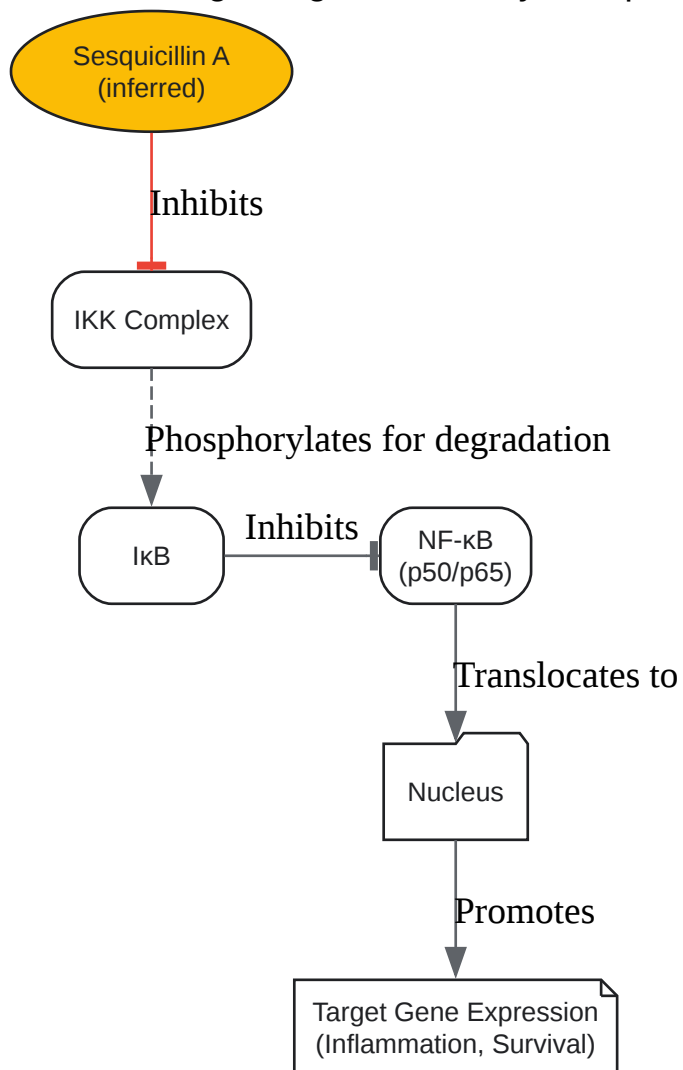 Sesquicillin A
(inferred)
Inhibits
IKK Complex
Phosphorylates for degradation
Inhibits
IκB
NF-κB
(p50/p65)
Translocates to
Nucleus
Promotes
Target Gene Expression
(Inflammation, Survival)